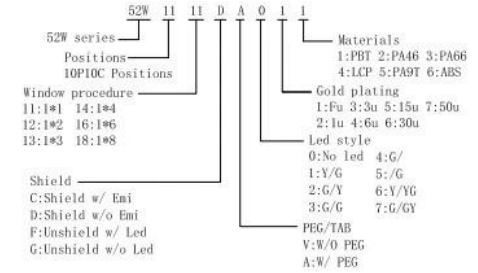 52W 11 11 D A 0 1 1
52W series
Positions
10P10C Positions
Window procedure
11:1*1 14:1*4
12:1*2 16:1*6
13:1*3 18:1*8
Shield
C:Shield w/ Emi
D:Shield w/o Emi
F:Unshield w/ Led
G:Unshield w/o Led
Materials
1:PBT 2:PA46 3:PA66
4:LCP 5:PA9T 6:ABS
Gold plating
1:Fu 3:3u 5:15u 7:50u
2:1u 4:6u 6:30u
Led style
0:No led 4:G/
1:Y/G 5:/G
2:G/Y 6:Y/YG
3:G/G 7:G/GY
PEG/TAB
V:W/O PEG
A:W/ PEG